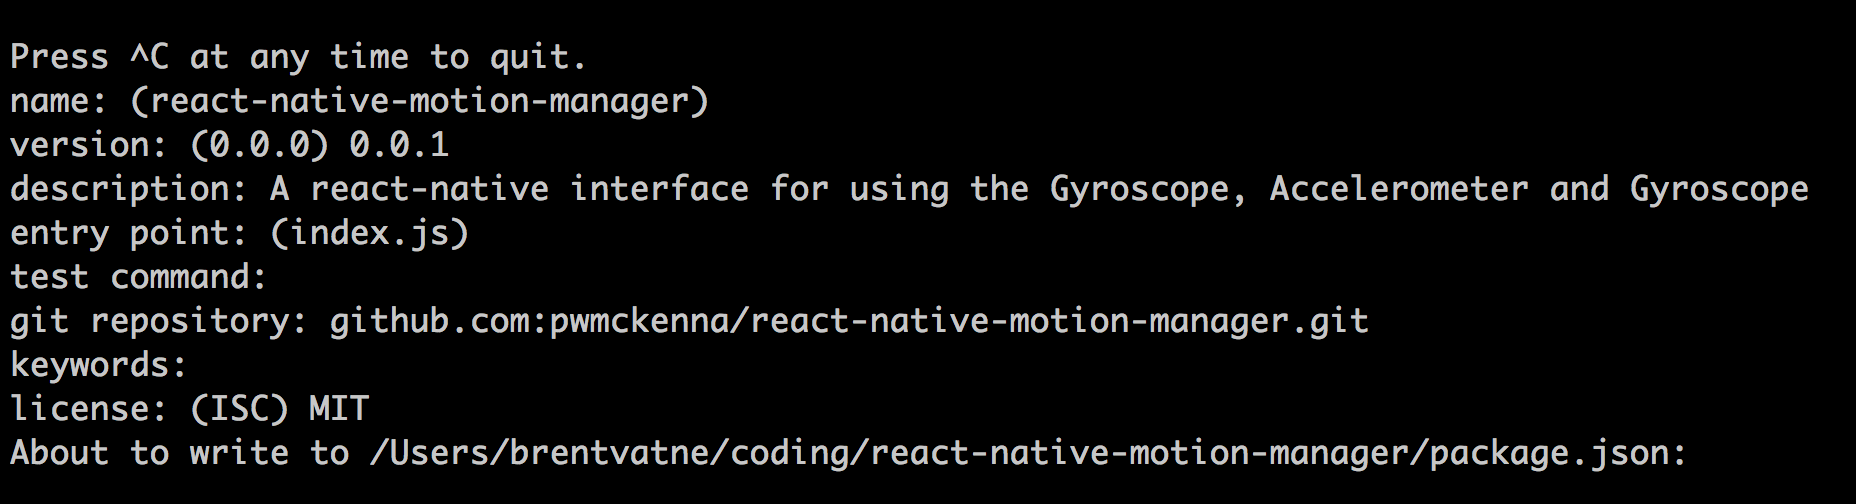 Press ^C at any time to quit.
name: (react-native-motion-manager)
version: (0.0.0) 0.0.1
description: A react-native interface for using the Gyroscope, Accelerometer and Gyroscope
entry point: (index.js)
test command:
git repository: github.com:pwmckenna/react-native-motion-manager.git
keywords:
license: (ISC) MIT
About to write to /Users/brentvatne/coding/react-native-motion-manager/package.json: